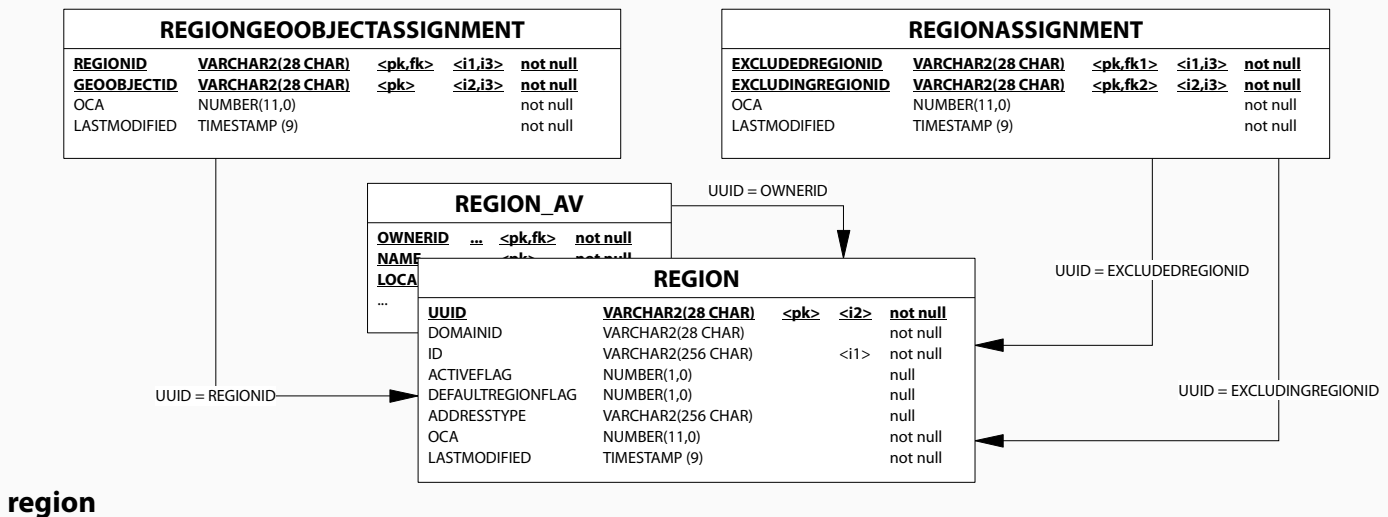 REGIONGEOOBJECTASSIGNMENT
REGIONID VARCHAR2(28 CHAR) <pk,fk> <i1,i3> not null
GEOOBJECTID VARCHAR2(28 CHAR) <pk> <i2,i3> not null
OCA NUMBER(11,0) not null
LASTMODIFIED TIMESTAMP (9) not null
REGIONASSIGNMENT
EXCLUDEDREGIONID VARCHAR2(28 CHAR) <pk,fk1> <i1,i3> not null
EXCLUDINGREGIONID VARCHAR2(28 CHAR) <pk,fk2> <i2,i3> not null
OCA NUMBER(11,0) not null
LASTMODIFIED TIMESTAMP (9) not null
REGION_AV
OWNERID ... <pk,fk> not null
NAME <pk> not null
LOCA
...
UUID = OWNERID
UUID = EXCLUDEDREGIONID
REGION
UUID VARCHAR2(28 CHAR) <pk> <i2> not null
DOMAINID VARCHAR2(28 CHAR) not null
ID VARCHAR2(256 CHAR) <i1> not null
ACTIVEFLAG NUMBER(1,0) null
DEFAULTREGIONFLAG NUMBER(1,0) null
ADDRESSTYPE VARCHAR2(256 CHAR) null
OCA NUMBER(11,0) not null
LASTMODIFIED TIMESTAMP (9) not null
UUID = REGIONID
UUID = EXCLUDINGREGIONID
region